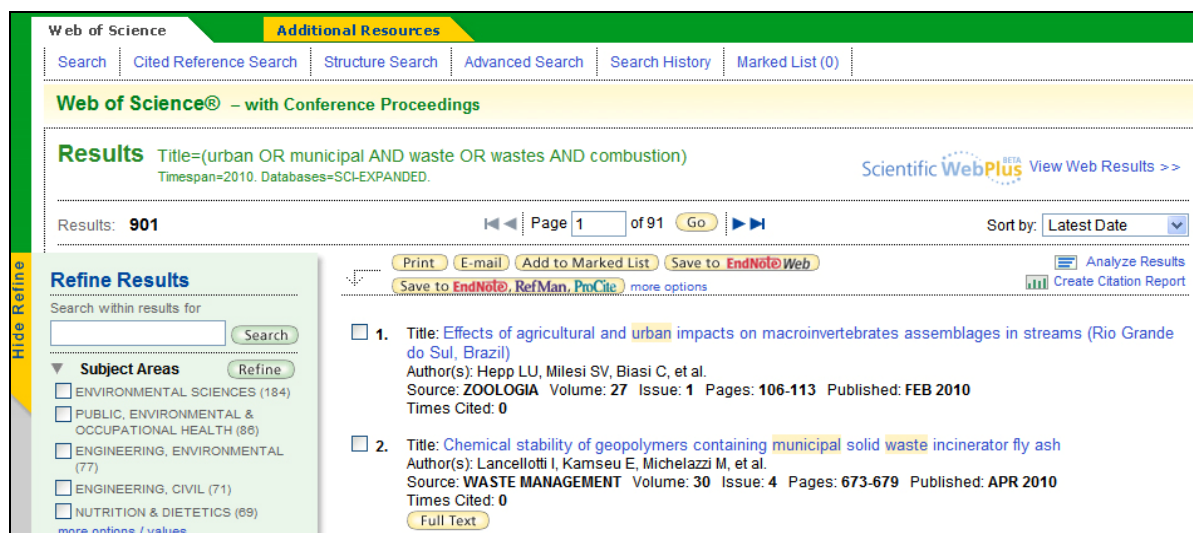 Web of Science
Additional Resources
Search Cited Reference Search Structure Search Advanced Search Search History Marked List (0)
Web of Science® – with Conference Proceedings
Results Title=(urban OR municipal AND waste OR wastes AND combustion)
Timespan=2010. Databases=SCI-EXPANDED.
Scientific WebPlus BETA View Web Results >>
Results: 901
Page 1 of 91 Go
Sort by: Latest Date
Hide Refine
Refine Results
Search within results for
Search
Subject Areas Refine
ENVIRONMENTAL SCIENCES (184)
PUBLIC, ENVIRONMENTAL &
OCCUPATIONAL HEALTH (86)
ENGINEERING, ENVIRONMENTAL
(77)
ENGINEERING, CIVIL (71)
NUTRITION & DIETETICS (69)
more options / values
Print E-mail Add to Marked List Save to EndNote Web
Save to EndNote, RefMan, ProCite more options
Analyze Results
Create Citation Report
1. Title: Effects of agricultural and urban impacts on macroinvertebrates assemblages in streams (Rio Grande
do Sul, Brazil)
Author(s): Hepp LU, Milesi SV, Biasi C, et al.
Source: ZOOLOGIA Volume: 27 Issue: 1 Pages: 106-113 Published: FEB 2010
Times Cited: 0
2. Title: Chemical stability of geopolymers containing municipal solid waste incinerator fly ash
Author(s): Lancellotti I, Kamseu E, Michelazzi M, et al.
Source: WASTE MANAGEMENT Volume: 30 Issue: 4 Pages: 673-679 Published: APR 2010
Times Cited: 0
Full Text